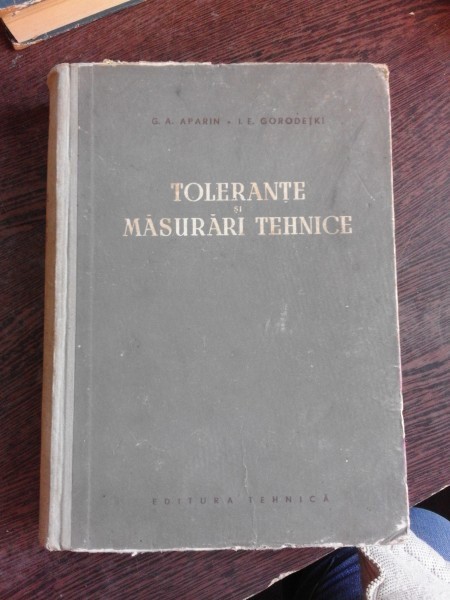 G. A. APARIN • I. E. GORODEȚKI
TOLERANȚE
ȘI
MĂSURĂRI TEHNICE
EDITURA TEHNICĂ